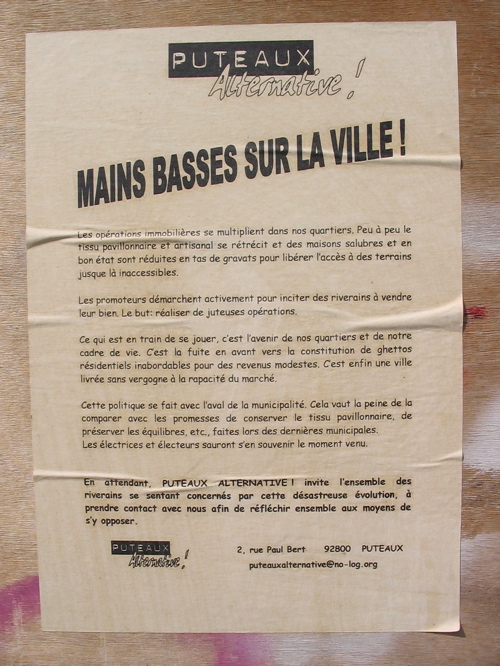 PUTEAUX
Alternative !
MAINS BASSES SUR LA VILLE !
Les opérations immobilières se multiplient dans nos quartiers. Peu à peu le
tissu pavillonnaire et artisanal se rétrécit et des maisons salubres et en
bon état sont réduites en tas de gravats pour libérer l'accès à des terrains
jusque là inaccessibles.
Les promoteurs démarchent activement pour inciter des riverains à vendre
leur bien. Le but: réaliser de juteuses opérations.
Ce qui est en train de se jouer, c'est l'avenir de nos quartiers et de notre
cadre de vie. C'est la fuite en avant vers la constitution de ghettos
résidentiels inabordables pour des revenus modestes. C'est enfin une ville
livrée sans vergogne à la rapacité du marché.
Cette politique se fait avec l'aval de la municipalité. Cela vaut la peine de la
comparer avec les promesses de conserver le tissu pavillonnaire, de
préserver les équilibres, etc., faites lors des dernières municipales.
Les électrices et électeurs sauront s'en souvenir le moment venu.
En attendant, PUTEAUX ALTERNATIVE ! invite l'ensemble des
riverains se sentant concernés par cette désastreuse évolution, à
prendre contact avec nous afin de réfléchir ensemble aux moyens de
s'y opposer.
PUTEAUX
Alternative !
2, rue Paul Bert 92800 PUTEAUX
puteauxalternative@no-log.org